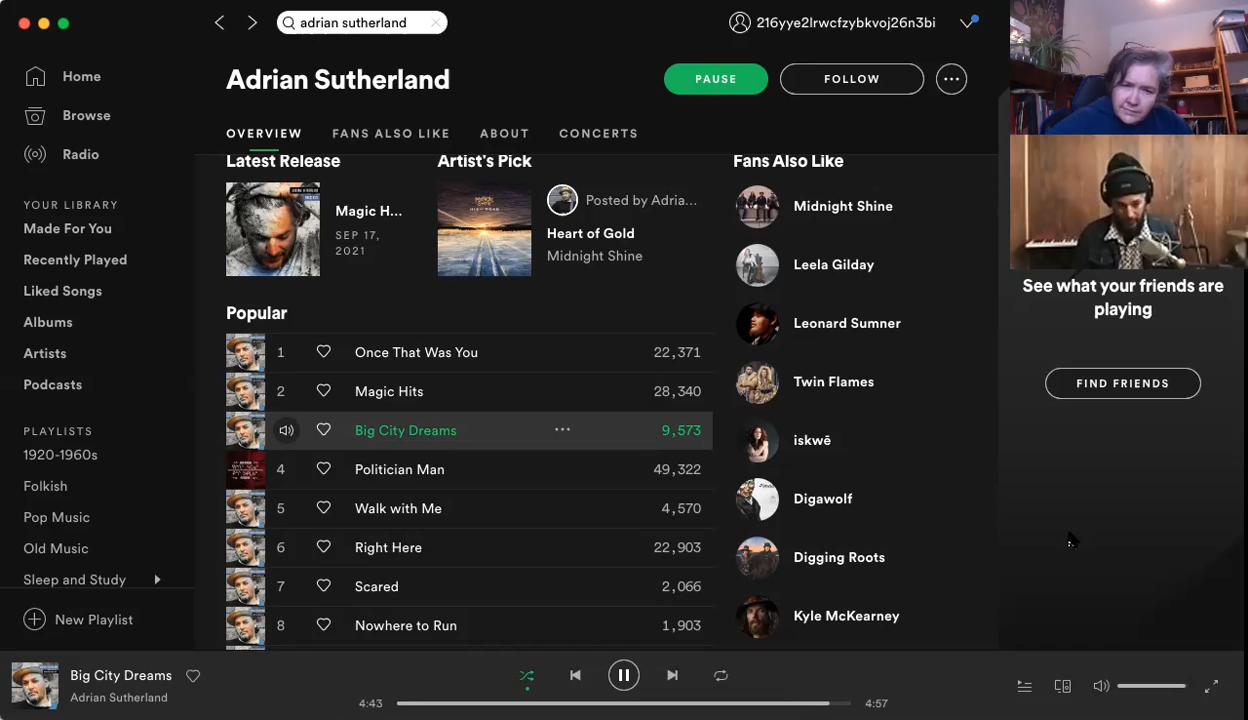 adrian sutherland
216yye2lrwcfzybkvoj26n3bi
Home
Browse
Radio
YOUR LIBRARY
Made For You
Recently Played
Liked Songs
Albums
Artists
Podcasts
PLAYLISTS
1920-1960s
Folkish
Pop Music
Old Music
Sleep and Study
New Playlist
Adrian Sutherland
PAUSE
FOLLOW
OVERVIEW
FANS ALSO LIKE
ABOUT
CONCERTS
Latest Release
Magic H...
SEP 17,
2021
Artist's Pick
Posted by Adria...
Heart of Gold
Midnight Shine
Popular
1 Once That Was You 22,371
2 Magic Hits 28,340
Big City Dreams ... 9,573
4 Politician Man 49,322
5 Walk with Me 4,570
6 Right Here 22,903
7 Scared 2,066
8 Nowhere to Run 1,903
Fans Also Like
Midnight Shine
Leela Gilday
Leonard Sumner
Twin Flames
iskwē
Digawolf
Digging Roots
Kyle McKearney
See what your friends are
playing
FIND FRIENDS
Big City Dreams
Adrian Sutherland
4:43
4:57